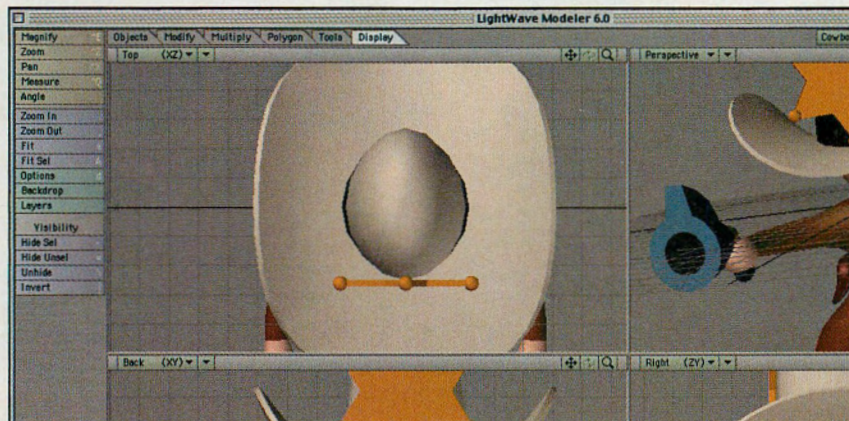 LightWave Modeler 6.0
Objects Modify Multiply Polygon Tools Display
Magnify
Zoom
Pan
Measure
Angle
Zoom In
Zoom Out
Fit
Fit Sel
Options
Backdrop
Layers
Visibility
Hide Sel
Hide Unsel
Unhide
Invert
Top (XZ)
Perspective
Back (XY)
Right (ZY)